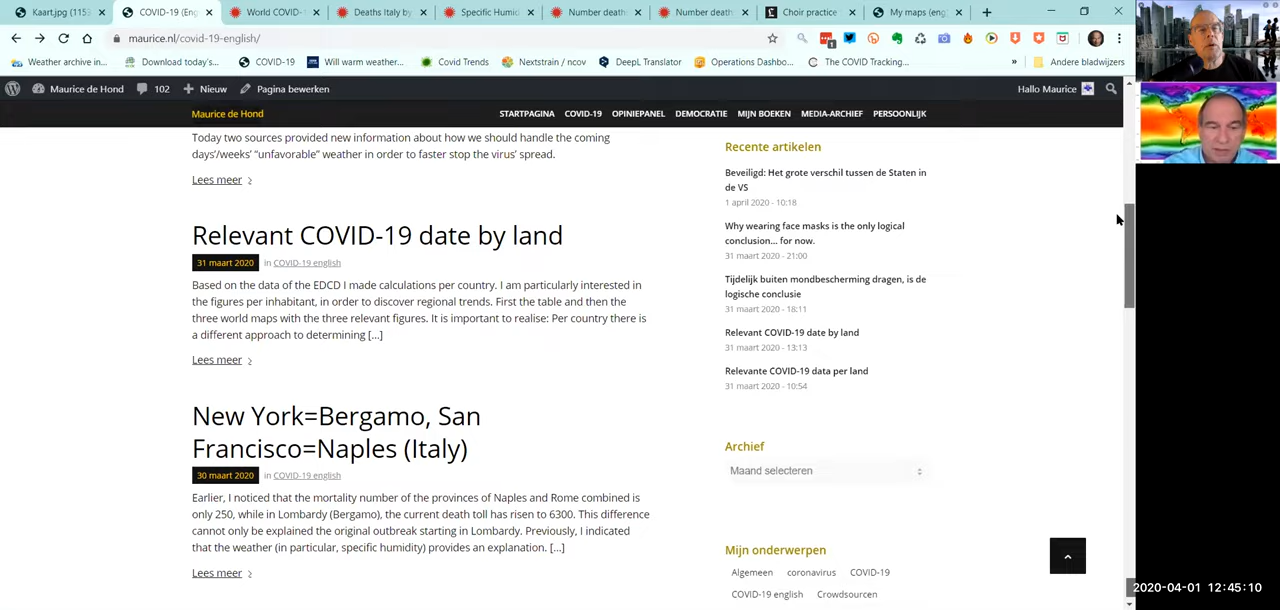 Kaart.jpg (1153
COVID-19 (Eng
World COVID-1
Deaths Italy by
Specific Humid
Number death
Number death
Choir practice
My maps (eng
maurice.nl/covid-19-english/
1
Weather archive in...
Download today's...
COVID-19
Will warm weather...
Covid Trends
Nextstrain / ncov
DeepL Translator
Operations Dashbo...
The COVID Tracking...
»
Andere bladwijzers
Maurice de Hond
102
Nieuw
Pagina bewerken
Hallo Maurice
Maurice de Hond
STARTPAGINA COVID-19 OPINIEPANEL DEMOCRATIE MIJN BOEKEN MEDIA-ARCHIEF PERSOONLIJK
Today two sources provided new information about how we should handle the coming
days'/weeks' “unfavorable” weather in order to faster stop the virus' spread.
Lees meer
Relevant COVID-19 date by land
31 maart 2020 in COVID-19 english
Based on the data of the EDCD I made calculations per country. I am particularly interested in
the figures per inhabitant, in order to discover regional trends. First the table and then the
three world maps with the three relevant figures. It is important to realise: Per country there is
a different approach to determining [...]
Lees meer
New York=Bergamo, San
Francisco=Naples (Italy)
30 maart 2020 in COVID-19 english
Earlier, I noticed that the mortality number of the provinces of Naples and Rome combined is
only 250, while in Lombardy (Bergamo), the current death toll has risen to 6300. This difference
cannot only be explained the original outbreak starting in Lombardy. Previously, I indicated
that the weather (in particular, specific humidity) provides an explanation. [...]
Lees meer
Recente artikelen
Beveiligd: Het grote verschil tussen de Staten in
de VS
1 april 2020 - 10:18
Why wearing face masks is the only logical
conclusion... for now.
31 maart 2020 - 21:00
Tijdelijk buiten mondbescherming dragen, is de
logische conclusie
31 maart 2020 - 18:11
Relevant COVID-19 date by land
31 maart 2020 - 13:13
Relevante COVID-19 data per land
31 maart 2020 - 10:54
Archief
Maand selecteren
Mijn onderwerpen
Algemeen coronavirus COVID-19
COVID-19 english Crowdsourcen
2020-04-01 12:45:10